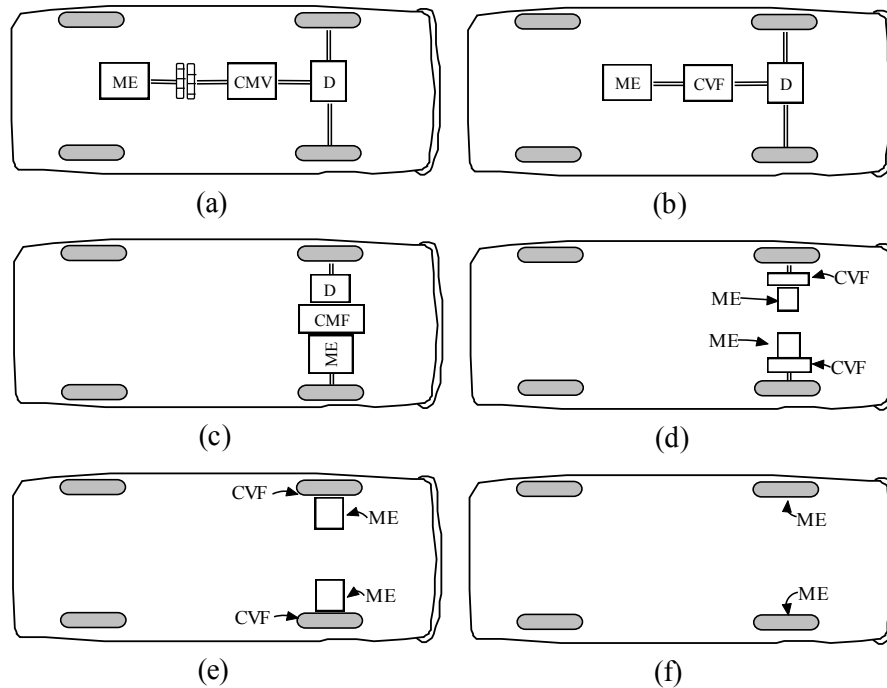 ME CMV D
(a)
ME CVF D
(b)
D
CMF
ME
(c)
CVF
ME
ME
CVF
(d)
CVF
ME
ME
CVF
(e)
ME
ME
(f)